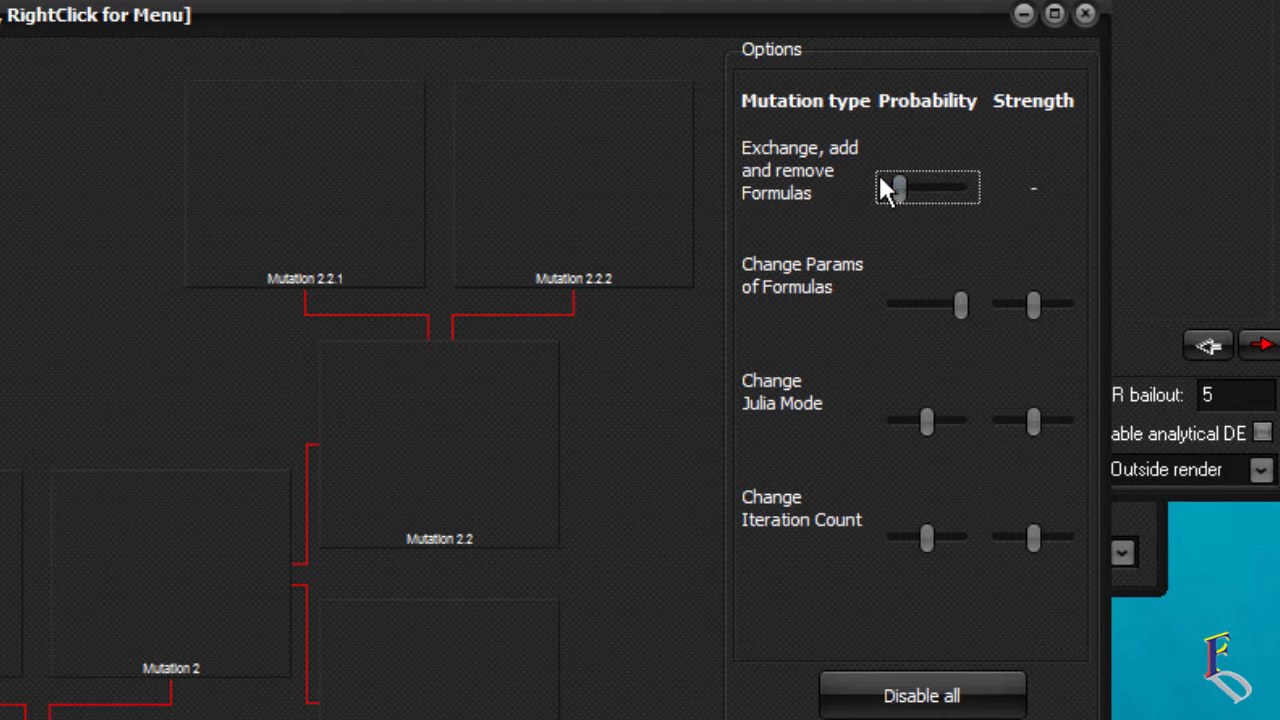 , RightClick for Menu]
Options
Mutation type Probability Strength
Exchange, add
and remove
Formulas
-
Change Params
of Formulas
Change
Julia Mode
Change
Iteration Count
Disable all
Mutation 2.2.1
Mutation 2.2.2
Mutation 2.2
Mutation 2
R bailout: 5
able analytical DE
Outside render